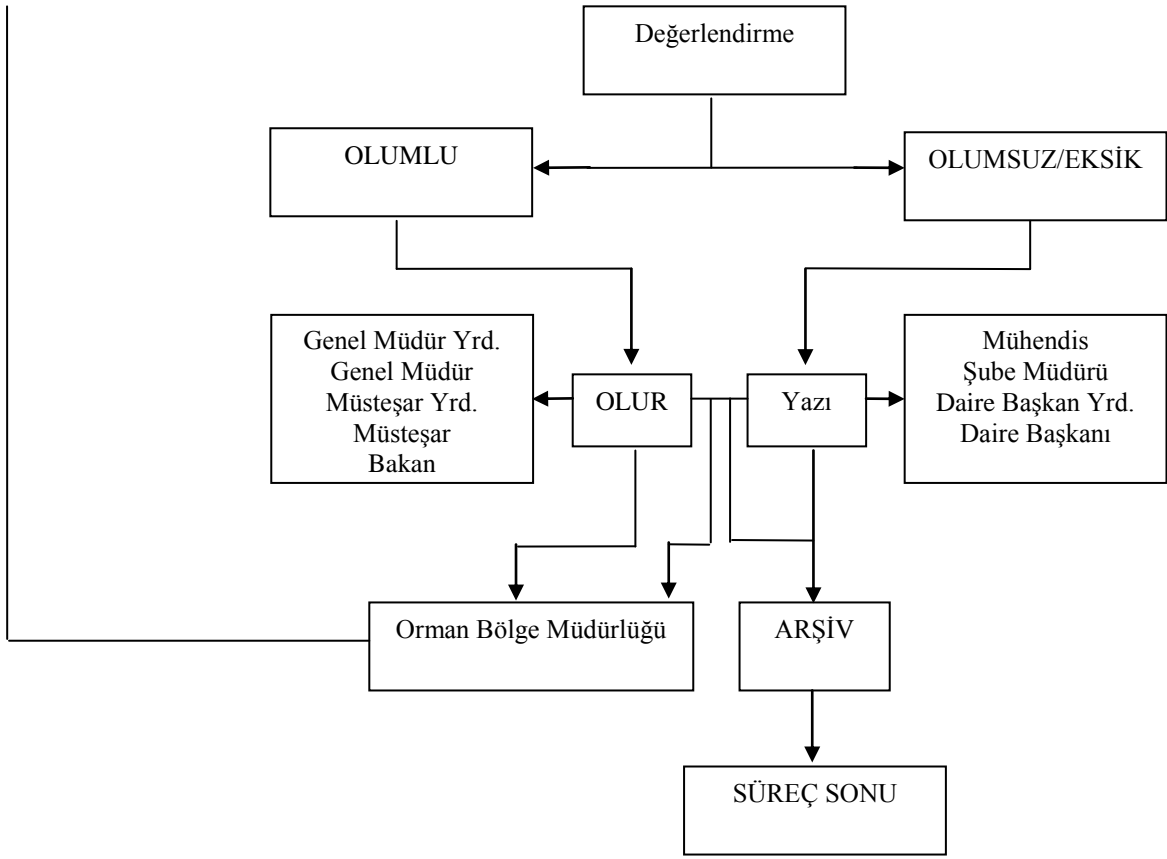 Değerlendirme
OLUMLU
OLUMSUZ/EKSİK
Genel Müdür Yrd.
Genel Müdür
Müsteşar Yrd.
Müsteşar
Bakan
OLUR
Yazı
Mühendis
Şube Müdürü
Daire Başkan Yrd.
Daire Başkanı
Orman Bölge Müdürlüğü
ARŞİV
SÜREÇ SONU